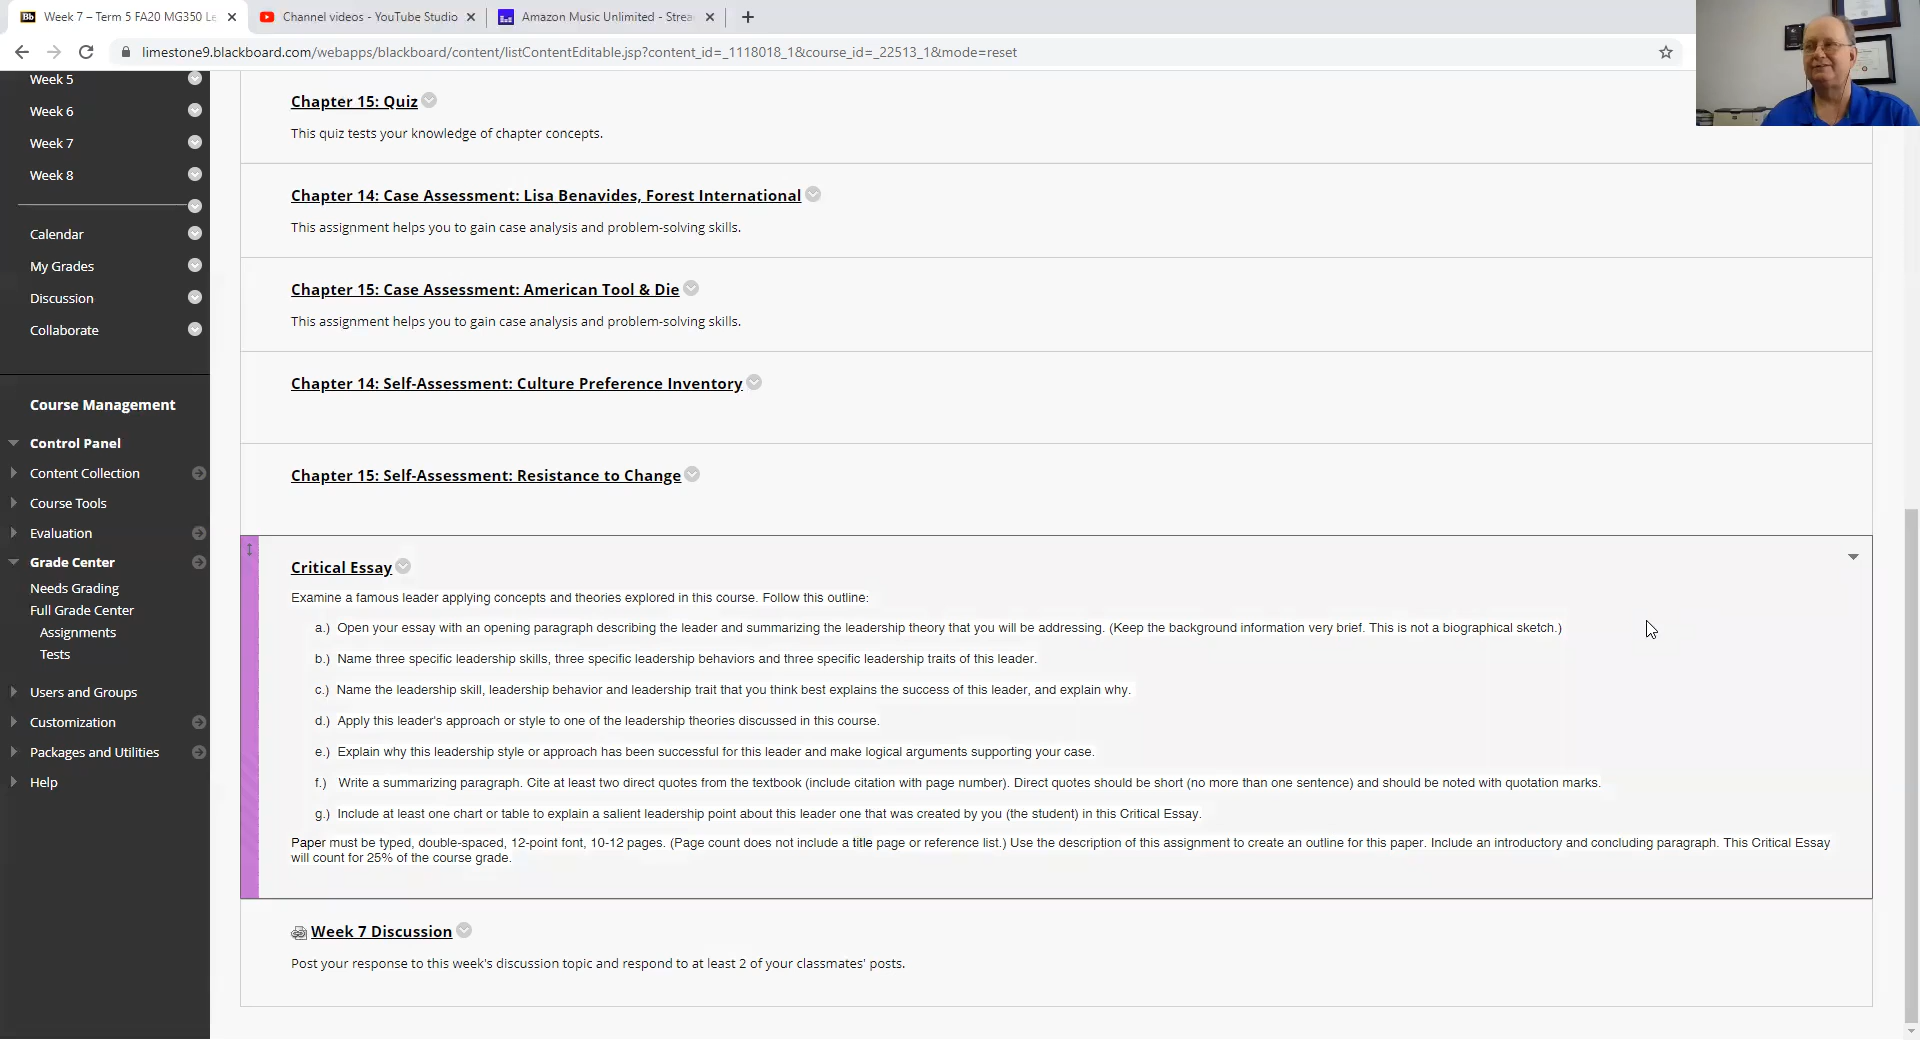 Week 7 – Term 5 FA20 MG350 Le
Channel videos - YouTube Studio
Amazon Music Unlimited - Strea
limestone9.blackboard.com/webapps/blackboard/content/listContentEditable.jsp?content_id=_1118018_1&course_id=_22513_1&mode=reset
Week 5
Week 6
Week 7
Week 8
Calendar
My Grades
Discussion
Collaborate
Course Management
Control Panel
Content Collection
Course Tools
Evaluation
Grade Center
Needs Grading
Full Grade Center
Assignments
Tests
Users and Groups
Customization
Packages and Utilities
Help
Chapter 15: Quiz
This quiz tests your knowledge of chapter concepts.
Chapter 14: Case Assessment: Lisa Benavides, Forest International
This assignment helps you to gain case analysis and problem-solving skills.
Chapter 15: Case Assessment: American Tool & Die
This assignment helps you to gain case analysis and problem-solving skills.
Chapter 14: Self-Assessment: Culture Preference Inventory
Chapter 15: Self-Assessment: Resistance to Change
Critical Essay
Examine a famous leader applying concepts and theories explored in this course. Follow this outline:
a.) Open your essay with an opening paragraph describing the leader and summarizing the leadership theory that you will be addressing. (Keep the background information very brief. This is not a biographical sketch.)
b.) Name three specific leadership skills, three specific leadership behaviors and three specific leadership traits of this leader.
c.) Name the leadership skill, leadership behavior and leadership trait that you think best explains the success of this leader, and explain why.
d.) Apply this leader's approach or style to one of the leadership theories discussed in this course.
e.) Explain why this leadership style or approach has been successful for this leader and make logical arguments supporting your case.
f.) Write a summarizing paragraph. Cite at least two direct quotes from the textbook (include citation with page number). Direct quotes should be short (no more than one sentence) and should be noted with quotation marks.
g.) Include at least one chart or table to explain a salient leadership point about this leader one that was created by you (the student) in this Critical Essay.
Paper must be typed, double-spaced, 12-point font, 10-12 pages. (Page count does not include a title page or reference list.) Use the description of this assignment to create an outline for this paper. Include an introductory and concluding paragraph. This Critical Essay
will count for 25% of the course grade.
Week 7 Discussion
Post your response to this week's discussion topic and respond to at least 2 of your classmates' posts.